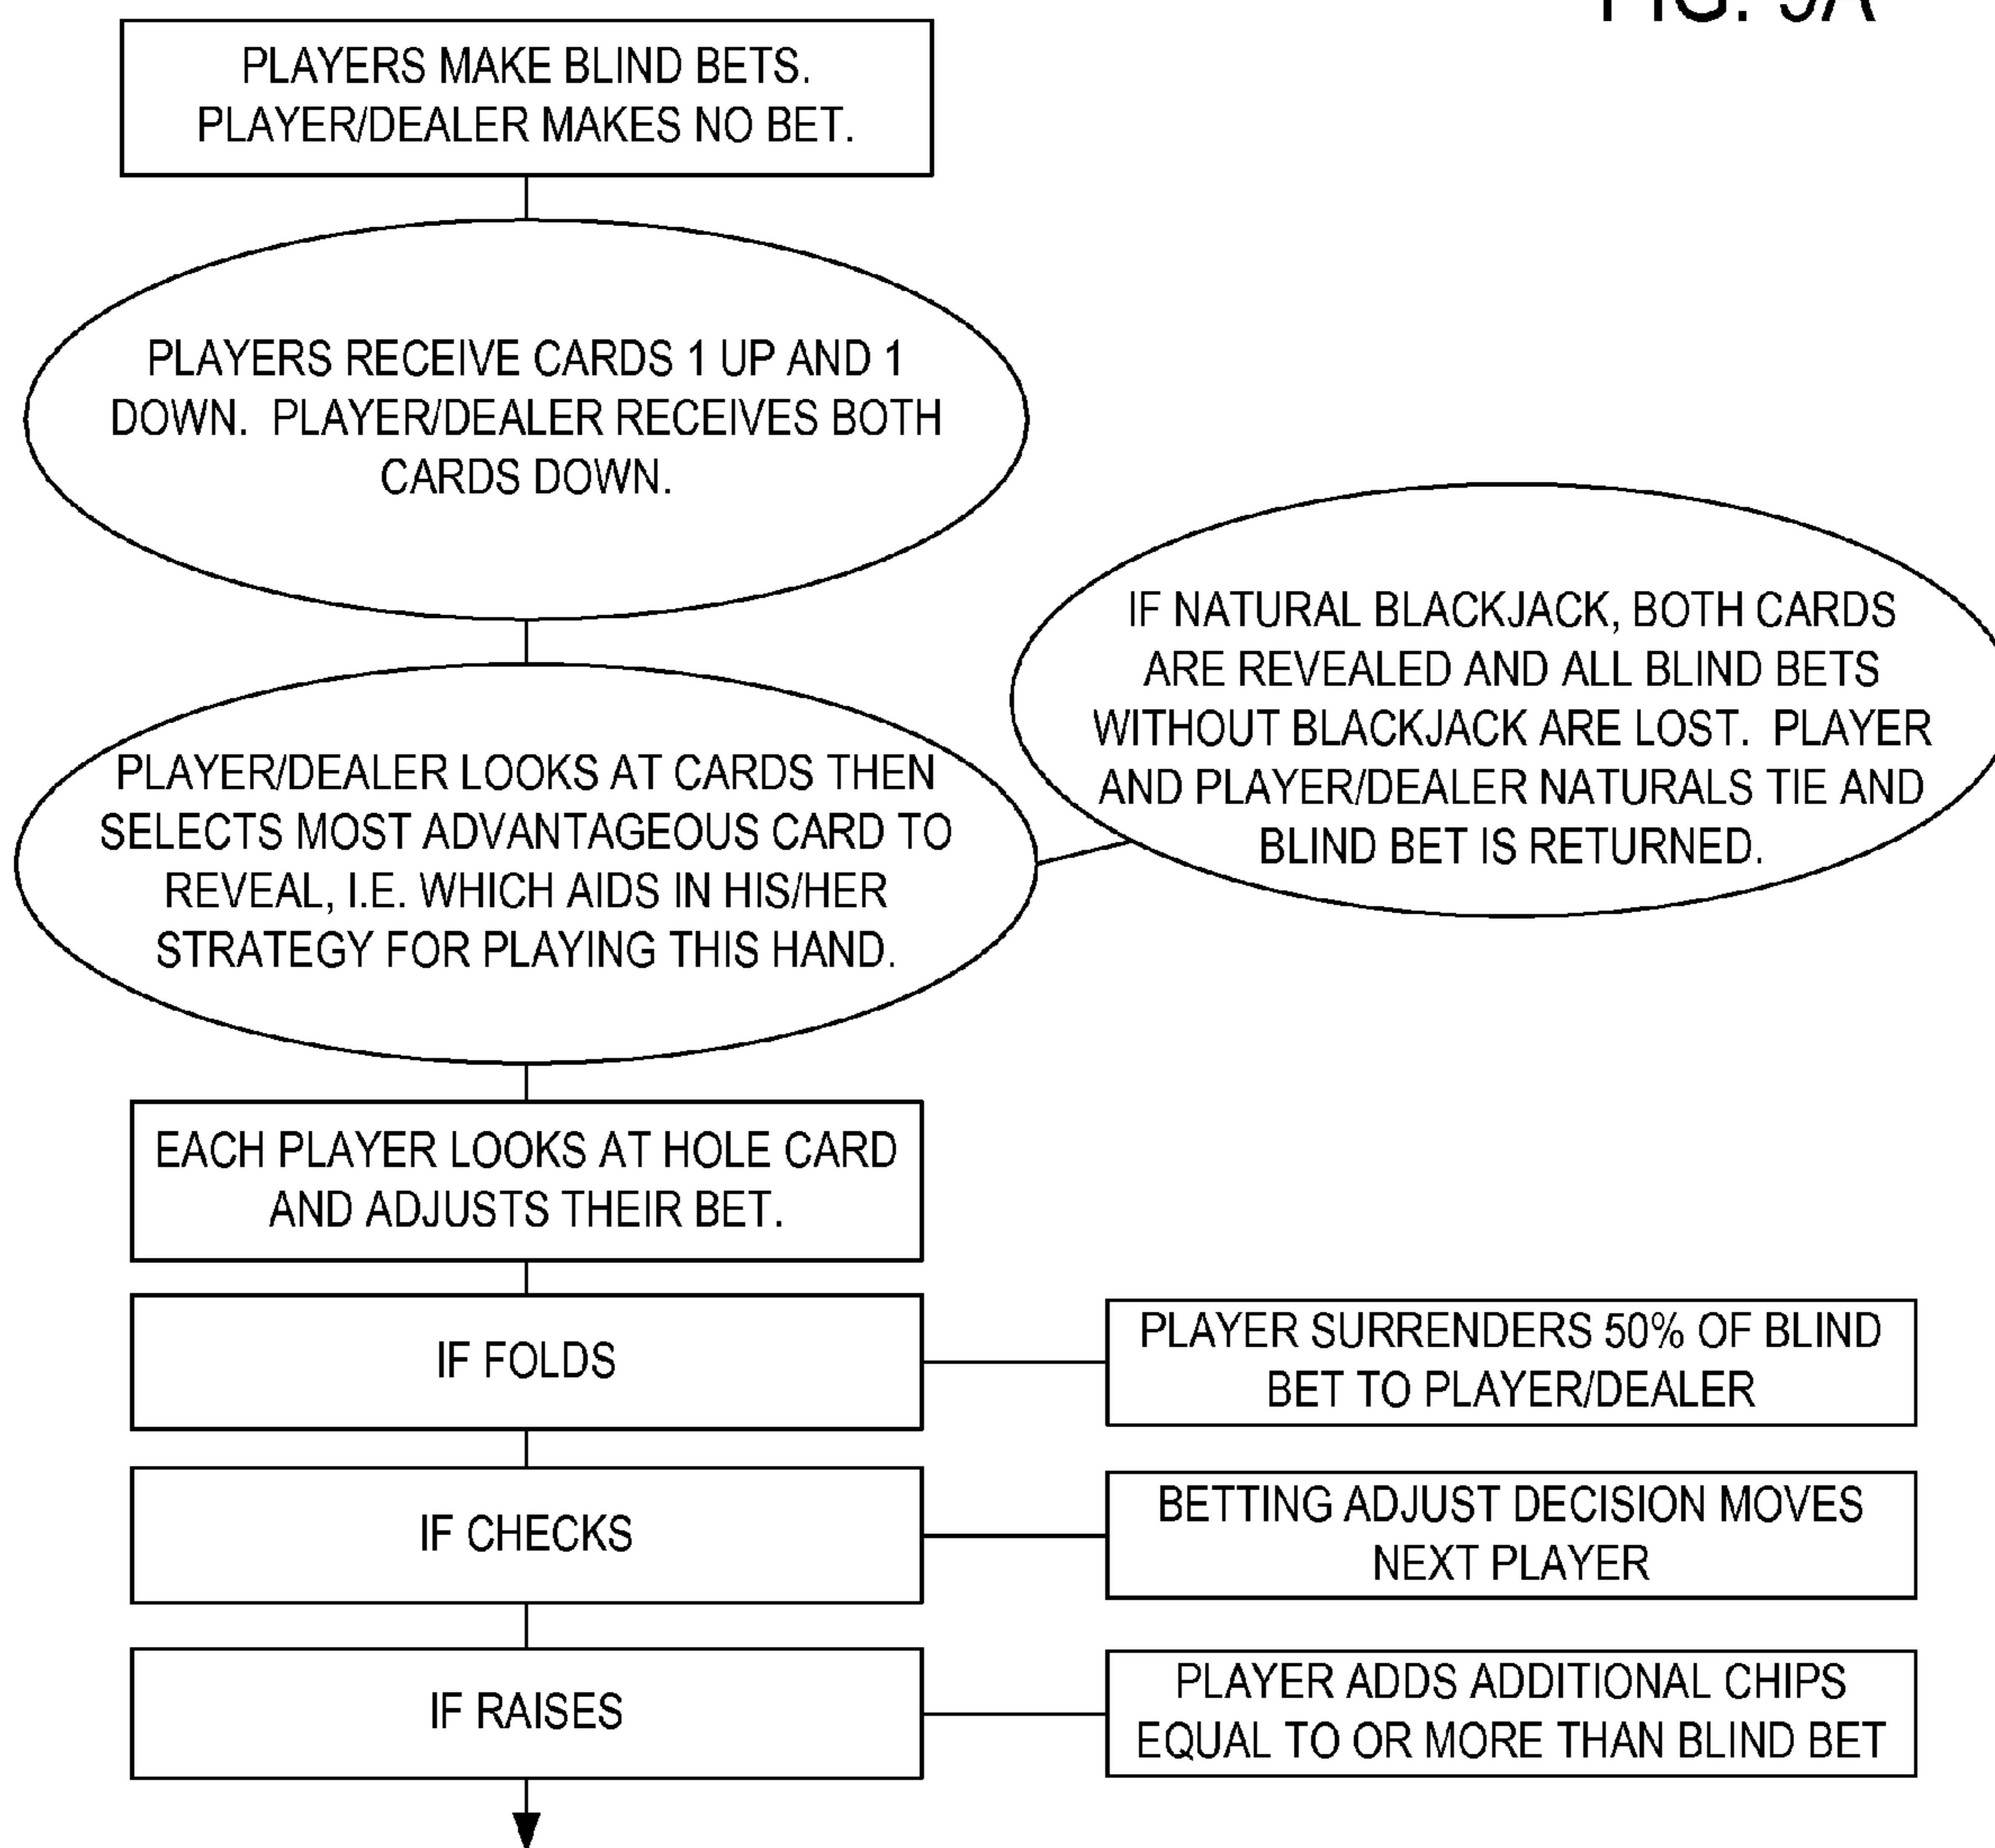 PLAYERS MAKE BLIND BETS.
PLAYER/DEALER MAKES NO BET.
PLAYERS RECEIVE CARDS 1 UP AND 1
DOWN. PLAYER/DEALER RECEIVES BOTH
CARDS DOWN.
IF NATURAL BLACKJACK, BOTH CARDS
ARE REVEALED AND ALL BLIND BETS
WITHOUT BLACKJACK ARE LOST. PLAYER
AND PLAYER/DEALER NATURALS TIE AND
BLIND BET IS RETURNED.
PLAYER/DEALER LOOKS AT CARDS THEN
SELECTS MOST ADVANTAGEOUS CARD TO
REVEAL, I.E. WHICH AIDS IN HIS/HER
STRATEGY FOR PLAYING THIS HAND.
EACH PLAYER LOOKS AT HOLE CARD
AND ADJUSTS THEIR BET.
IF FOLDS
PLAYER SURRENDERS 50% OF BLIND
BET TO PLAYER/DEALER
IF CHECKS
BETTING ADJUST DECISION MOVES
NEXT PLAYER
IF RAISES
PLAYER ADDS ADDITIONAL CHIPS
EQUAL TO OR MORE THAN BLIND BET